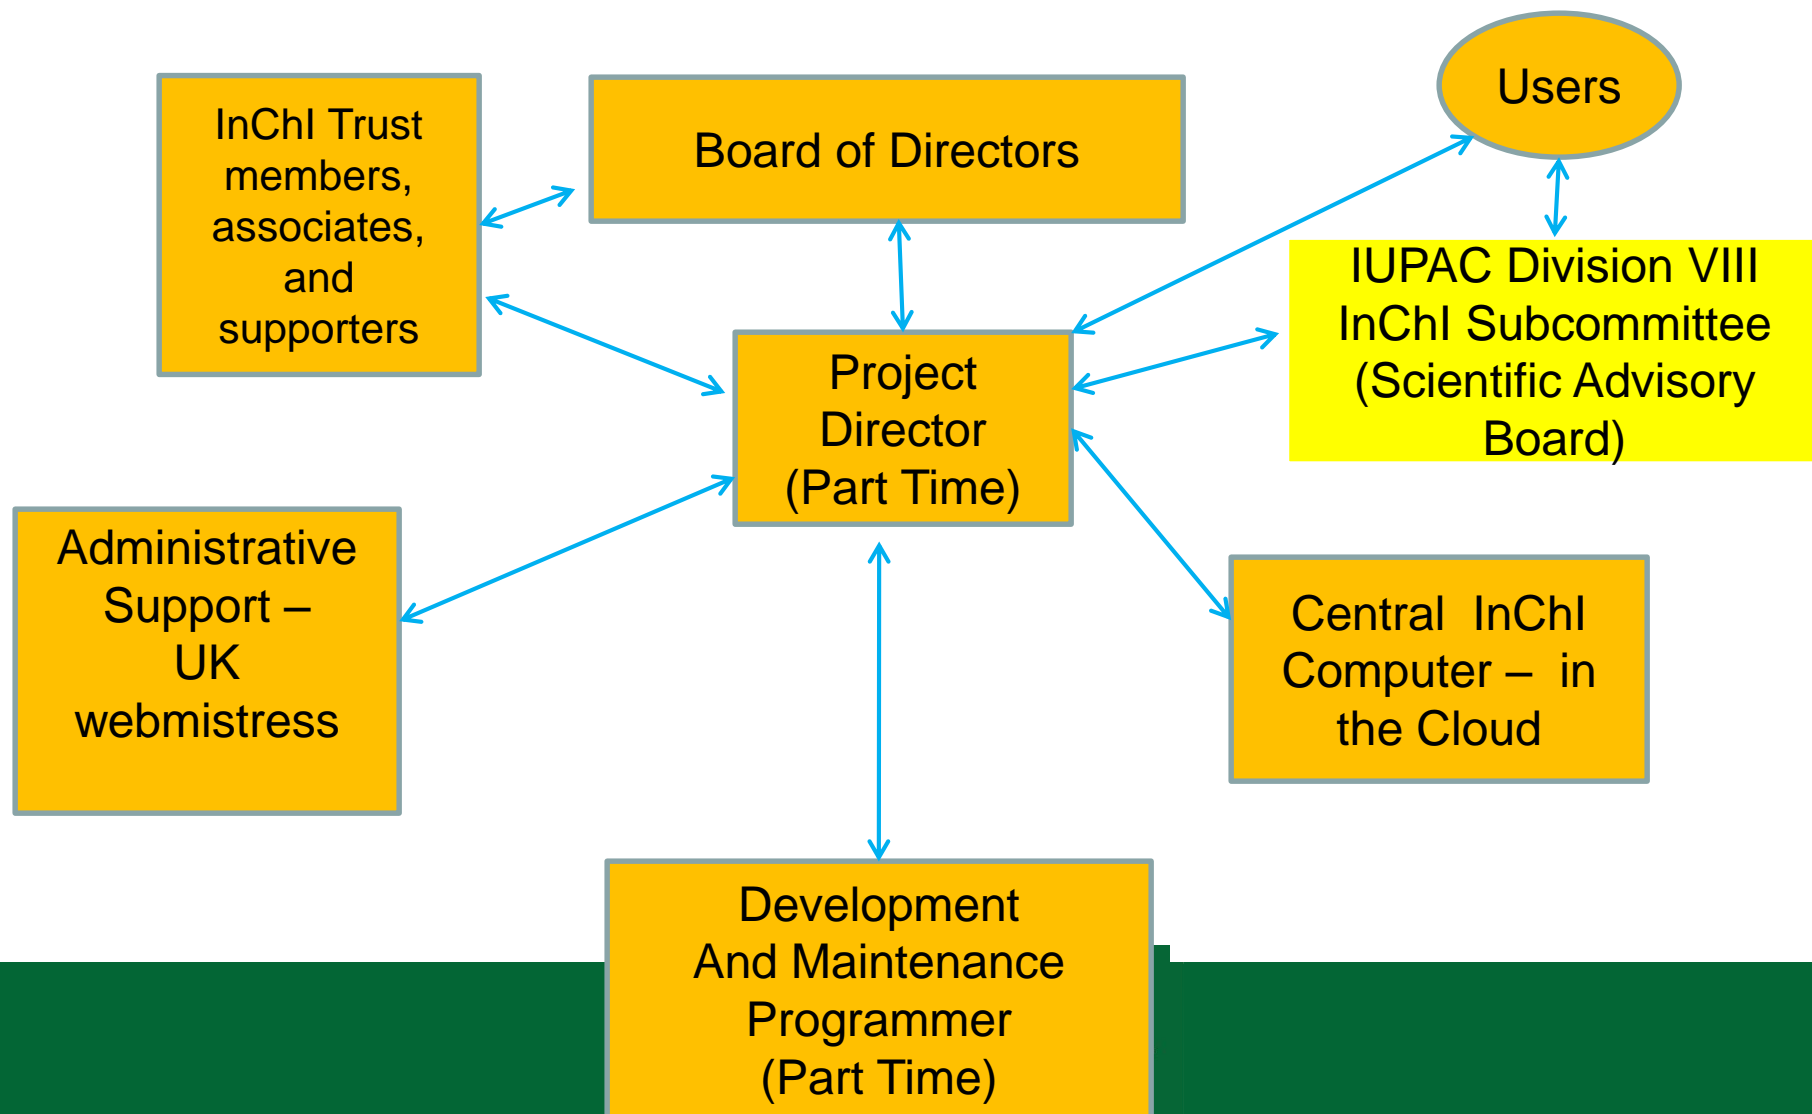 InChI Trust
members,
associates,
and
supporters
Board of Directors
Users
IUPAC Division VIII
InChI Subcommittee
(Scientific Advisory
Board)
Project
Director
(Part Time)
Administrative
Support –
UK
webmistress
Central InChI
Computer – in
the Cloud
Development
And Maintenance
Programmer
(Part Time)